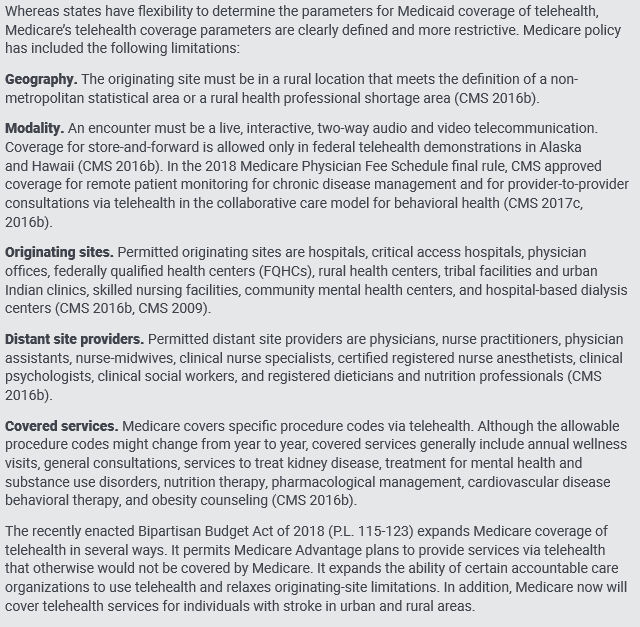 Whereas states have flexibility to determine the parameters for Medicaid coverage of telehealth,
Medicare's telehealth coverage parameters are clearly defined and more restrictive. Medicare policy
has included the following limitations:
Geography. The originating site must be in a rural location that meets the definition of a non-
metropolitan statistical area or a rural health professional shortage area (CMS 2016b).
Modality. An encounter must be a live, interactive, two-way audio and video telecommunication.
Coverage for store-and-forward is allowed only in federal telehealth demonstrations in Alaska
and Hawaii (CMS 2016b). In the 2018 Medicare Physician Fee Schedule final rule, CMS approved
coverage for remote patient monitoring for chronic disease management and for provider-to-provider
consultations via telehealth in the collaborative care model for behavioral health (CMS 2017c,
2016b).
Originating sites. Permitted originating sites are hospitals, critical access hospitals, physician
offices, federally qualified health centers (FQHCs), rural health centers, tribal facilities and urban
Indian clinics, skilled nursing facilities, community mental health centers, and hospital-based dialysis
centers (CMS 2016b, CMS 2009).
Distant site providers. Permitted distant site providers are physicians, nurse practitioners, physician
assistants, nurse-midwives, clinical nurse specialists, certified registered nurse anesthetists, clinical
psychologists, clinical social workers, and registered dieticians and nutrition professionals (CMS
2016b).
Covered services. Medicare covers specific procedure codes via telehealth. Although the allowable
procedure codes might change from year to year, covered services generally include annual wellness
visits, general consultations, services to treat kidney disease, treatment for mental health and
substance use disorders, nutrition therapy, pharmacological management, cardiovascular disease
behavioral therapy, and obesity counseling (CMS 2016b).
The recently enacted Bipartisan Budget Act of 2018 (P.L. 115-123) expands Medicare coverage of
telehealth in several ways. It permits Medicare Advantage plans to provide services via telehealth
that otherwise would not be covered by Medicare. It expands the ability of certain accountable care
organizations to use telehealth and relaxes originating-site limitations. In addition, Medicare now will
cover telehealth services for individuals with stroke in urban and rural areas.